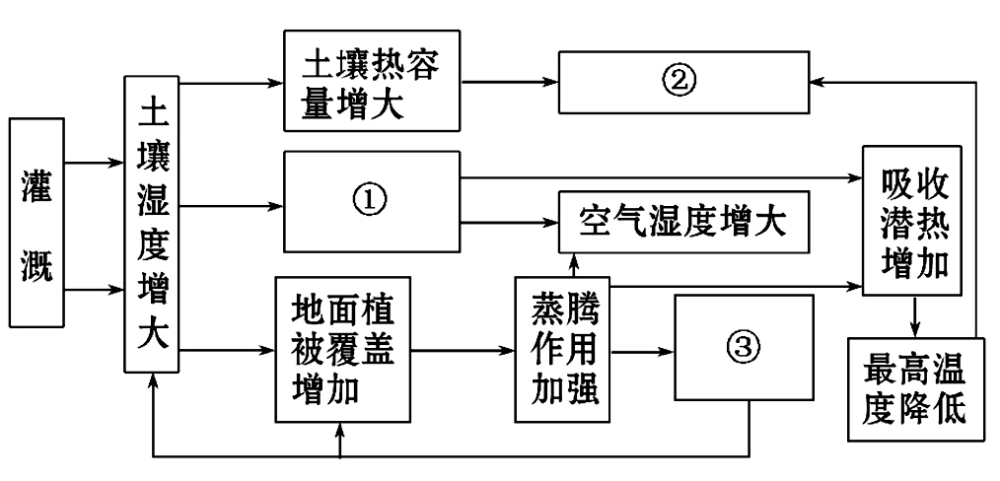 灌溉
土壤湿度增大
土壤热容
量增大
②
①
空气湿度增大
吸收
潜热
增加
地面植
被覆盖
增加
蒸腾
作用
加强
③
最高温
度降低